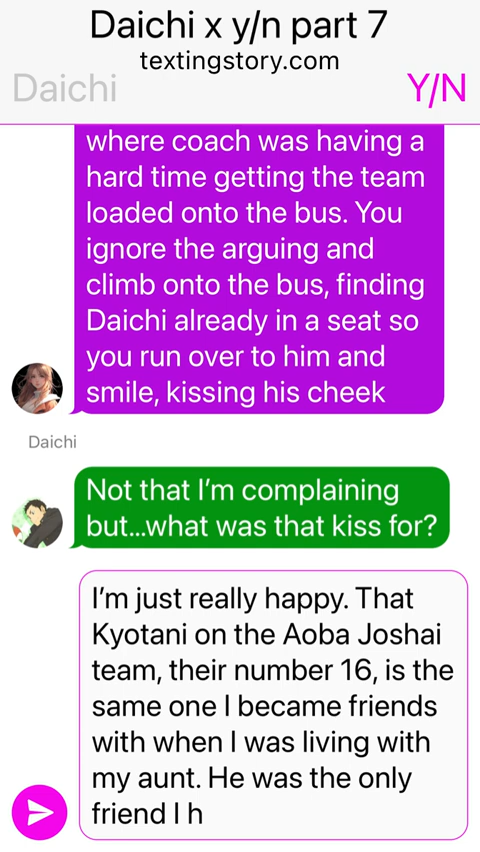 Daichi x y/n part 7
textingstory.com
Daichi
Y/N
where coach was having a
hard time getting the team
loaded onto the bus. You
ignore the arguing and
climb onto the bus, finding
Daichi already in a seat so
you run over to him and
smile, kissing his cheek
Daichi
Not that I'm complaining
but...what was that kiss for?
I'm just really happy. That
Kyotani on the Aoba Joshai
team, their number 16, is the
same one I became friends
with when I was living with
my aunt. He was the only
friend I h